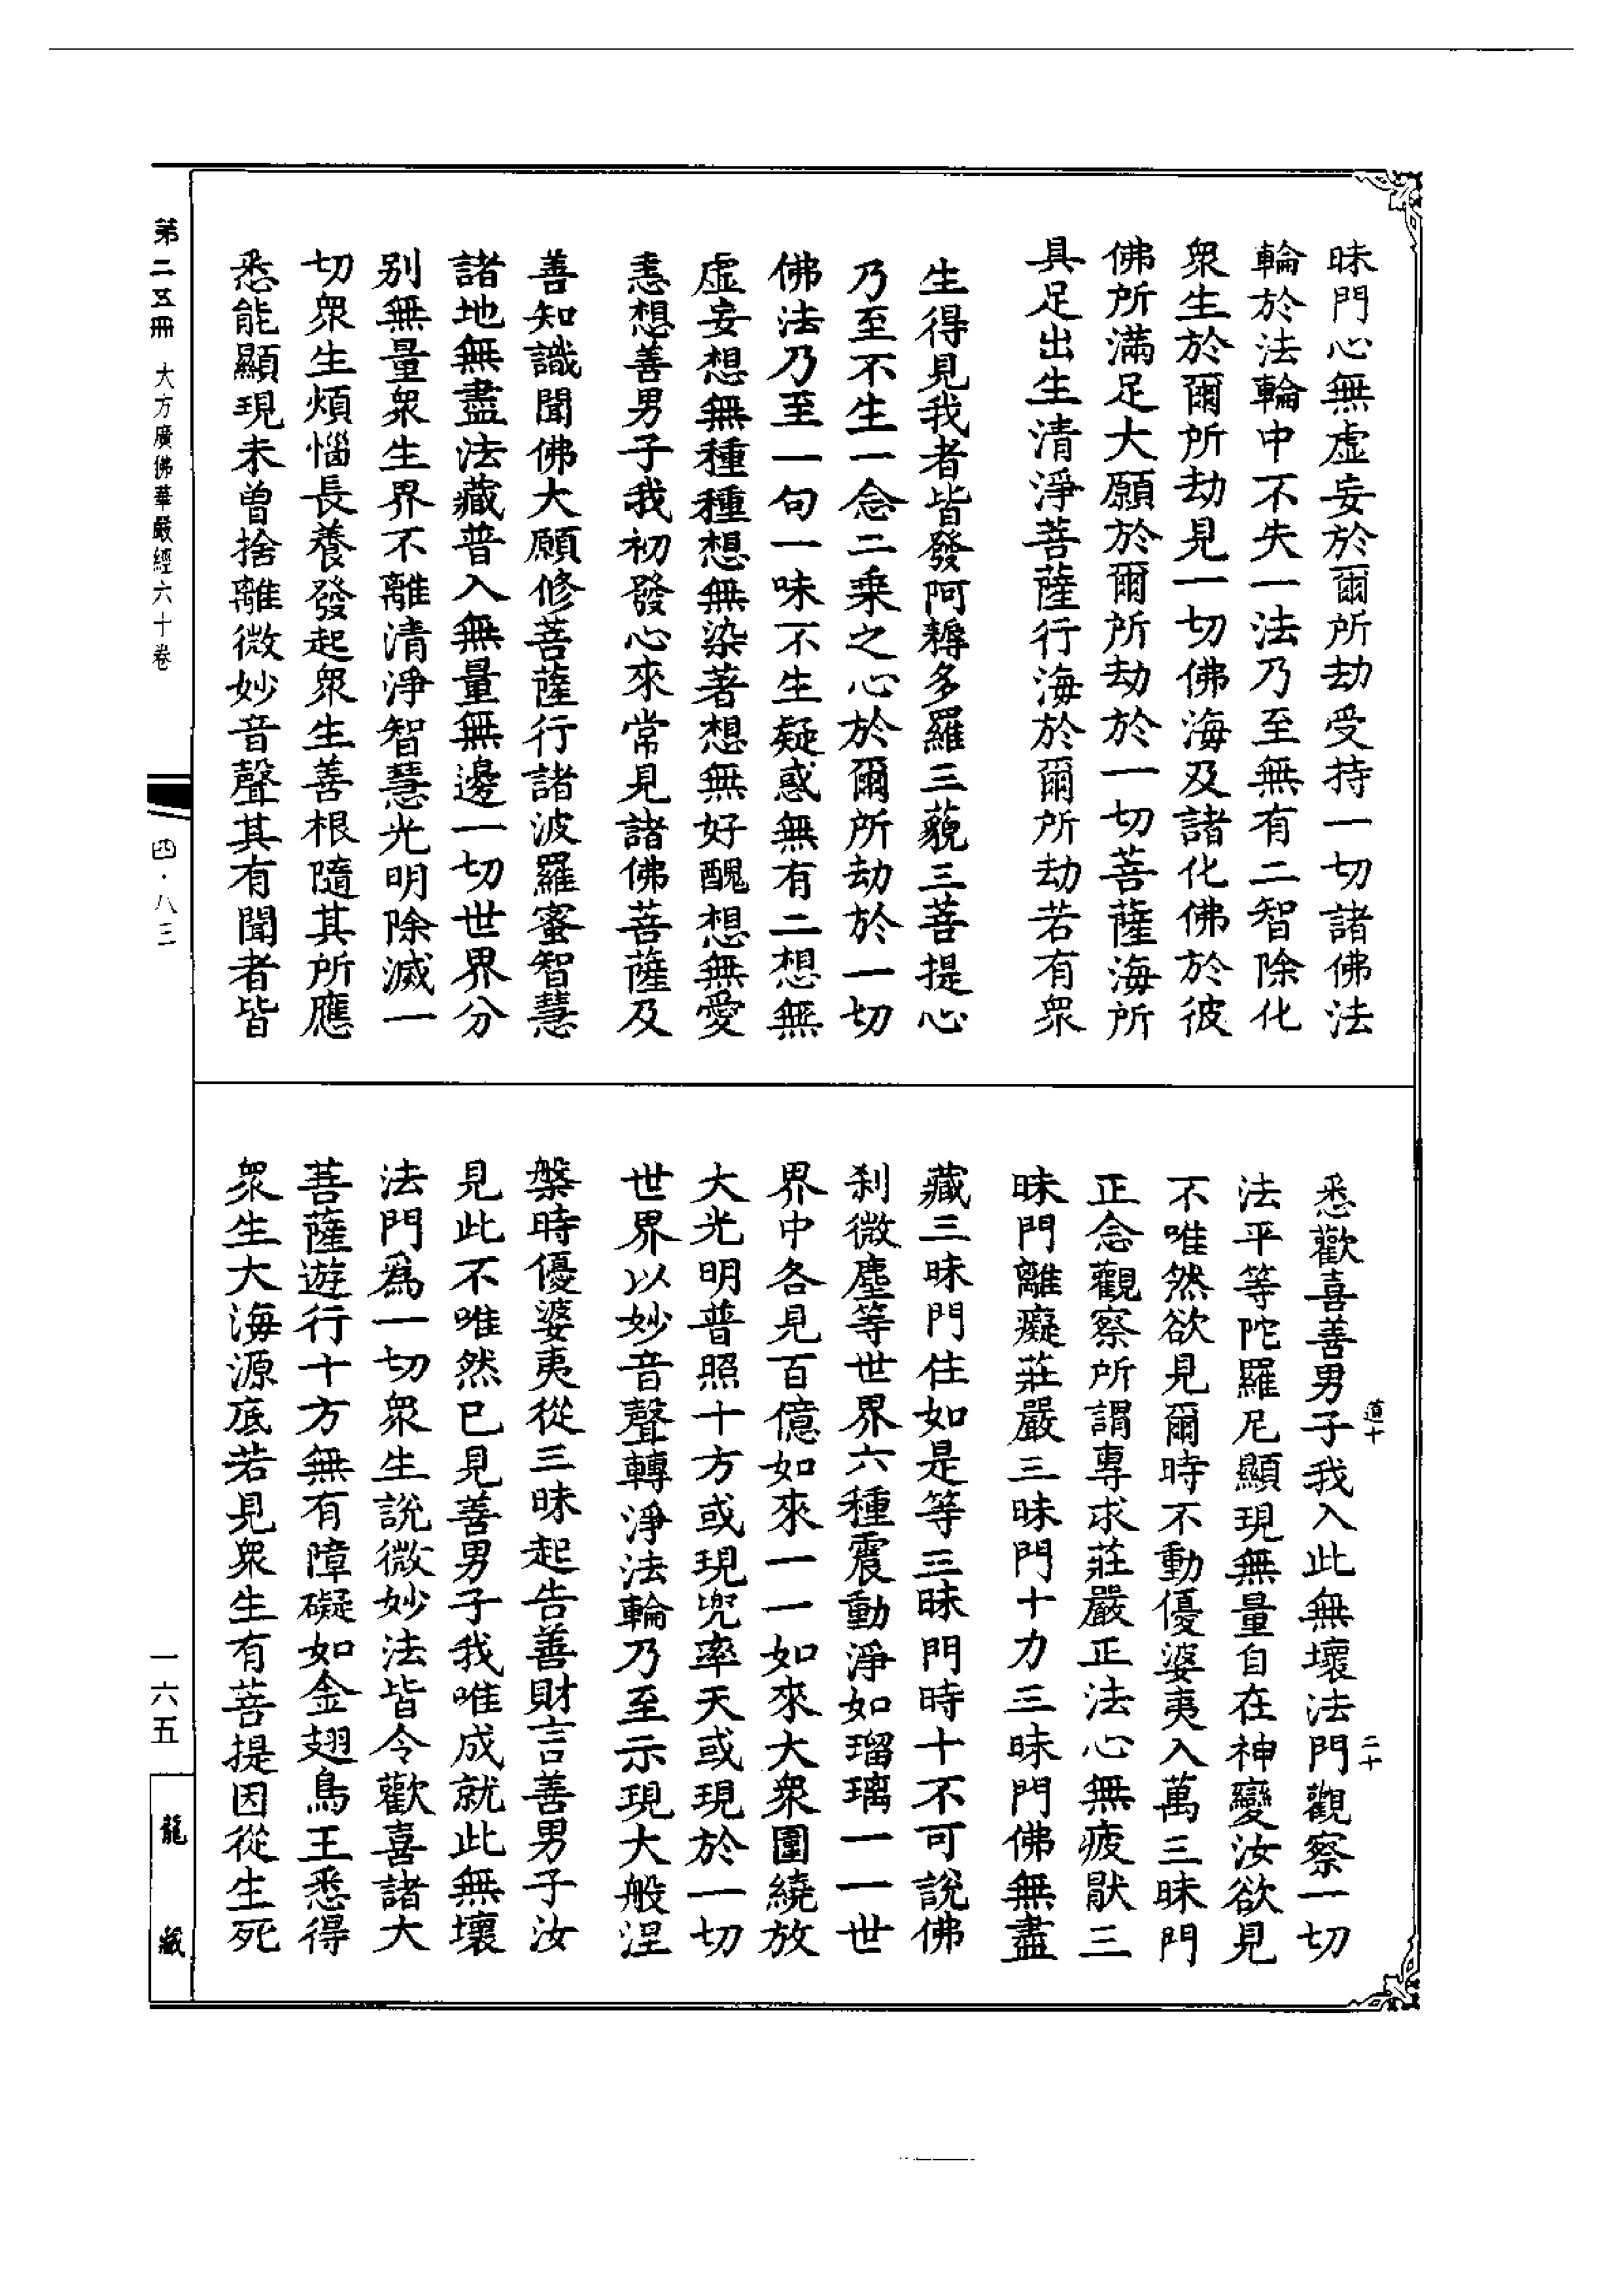 昧門心無虛妄於爾所劫受持一切諸佛法
輪於法輪中不失一法乃至無有二智除化
衆生於爾所劫見一切佛海及諸化佛於彼
佛所滿足大願於爾所劫於一切菩薩海所
具足出生清淨菩薩行海於爾所劫若有衆
生得見我者皆發阿耨多羅三藐三菩提心
乃至不生一念二乘之心於爾所劫於一切
佛法乃至一句一味不生疑惑無有二想無
虛妄想無種種想無染著想無好醜想無愛
恚想善男子我初發心來常見諸佛菩薩及
善知識聞佛大願修菩薩行諸波羅蜜智慧
諸地無盡法藏普入無量無邊一切世界分
別無量衆生界不離清淨智慧光明除滅一
切衆生煩惱長養發起衆生善根隨其所應
悉能顯現未曾捨離微妙音聲其有聞者皆
悉歡喜善男子我入此無壞法門觀察一切
法平等陀羅尼顯現無量自在神變汝欲見
不唯然欲見爾時不動優婆夷入萬三昧門
正念觀察所謂專求莊嚴正法心無疲猒三
昧門離癡莊嚴三昧門十力三昧門佛無盡
藏三昧門住如是等三昧門時十不可說佛
刹微塵等世界六種震動淨如瑠璃一一世
界中各見百億如來一一如來大衆圍繞放
大光明普照十方或現兜率天或現於一切
世界以妙音聲轉淨法輪乃至示現大般涅
槃時優婆夷從三昧起告善財言善男子汝
見此不唯然已見善男子我唯成就此無壞
法門爲一切衆生說微妙法皆令歡喜諸大
菩薩遊行十方無有障礙如金翅鳥王悉得
衆生大海源底若見衆生有菩提因從生死
道十
二十
第二五冊 大方廣佛華嚴經六十卷
四·八三
一六五
龍藏